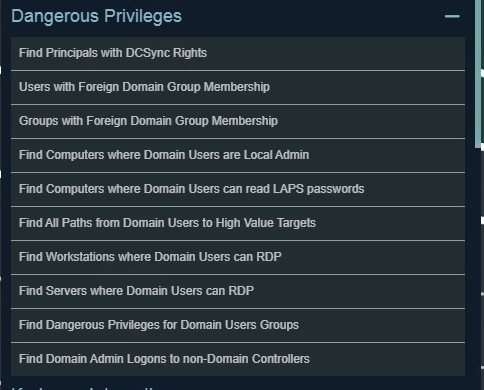 Dangerous Privileges
Find Principals with DCSync Rights
Users with Foreign Domain Group Membership
Groups with Foreign Domain Group Membership
Find Computers where Domain Users are Local Admin
Find Computers where Domain Users can read LAPS passwords
Find All Paths from Domain Users to High Value Targets
Find Workstations where Domain Users can RDP
Find Servers where Domain Users can RDP
Find Dangerous Privileges for Domain Users Groups
Find Domain Admin Logons to non-Domain Controllers